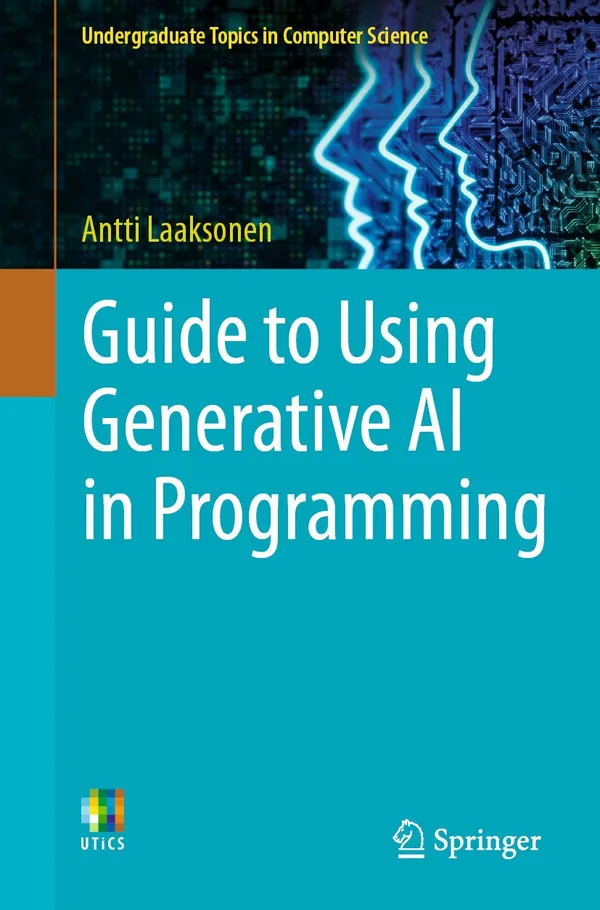 Undergraduate Topics in Computer Science
Antti Laaksonen
Guide to Using
Generative AI
in Programming
UTiCS
Springer